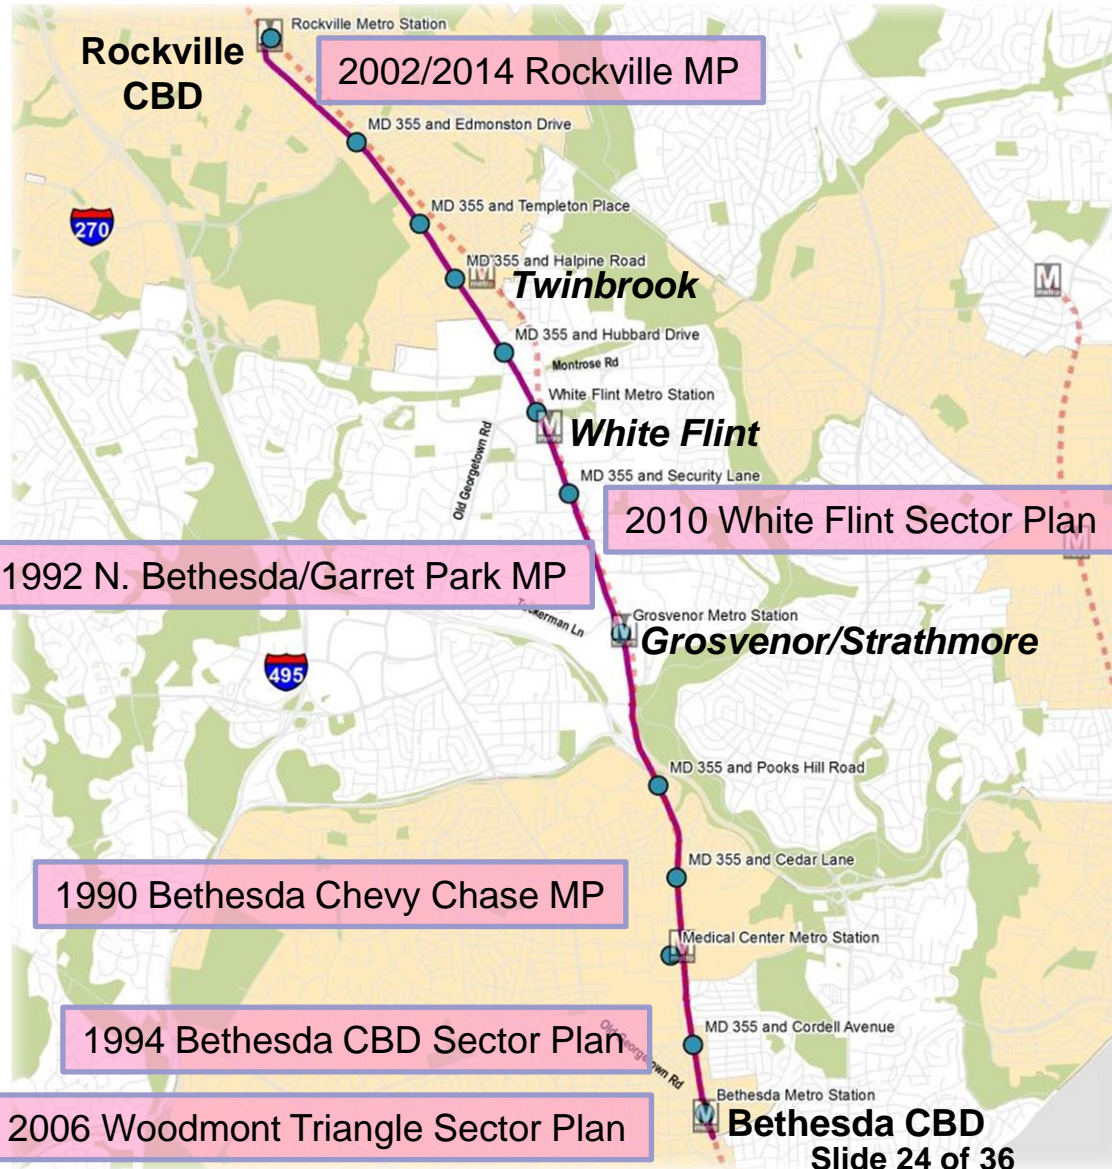 Rockville Metro Station
Rockville
CBD
2002/2014 Rockville MP
MD 355 and Edmonston Drive
MD 355 and Templeton Place
270
MD 355 and Halpine Road
M
metro
Twinbrook
M
MD 355 and Hubbard Drive
Montrose Rd
White Flint Metro Station
M
metro
White Flint
Old Georgetown Rd
MD 355 and Security Lane
2010 White Flint Sector Plan
M
1992 N. Bethesda/Garret Park MP
Tuckerman Ln
Grosvenor Metro Station
M
Grosvenor/Strathmore
495
MD 355 and Pooks Hill Road
MD 355 and Cedar Lane
1990 Bethesda Chevy Chase MP
Medical Center Metro Station
M
MD 355 and Cordell Avenue
1994 Bethesda CBD Sector Plan
Old Georgetown Rd
Bethesda Metro Station
M
Bethesda CBD
2006 Woodmont Triangle Sector Plan
Slide 24 of 36